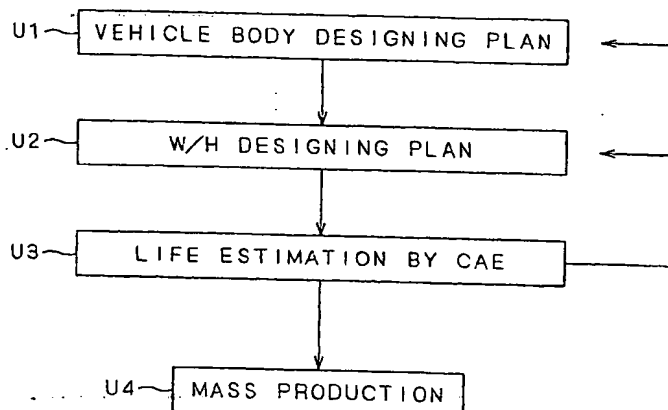 U1 VEHICLE BODY DESIGNING PLAN
U2 W/H DESIGNING PLAN
U3 LIFE ESTIMATION BY CAE
U4 MASS PRODUCTION